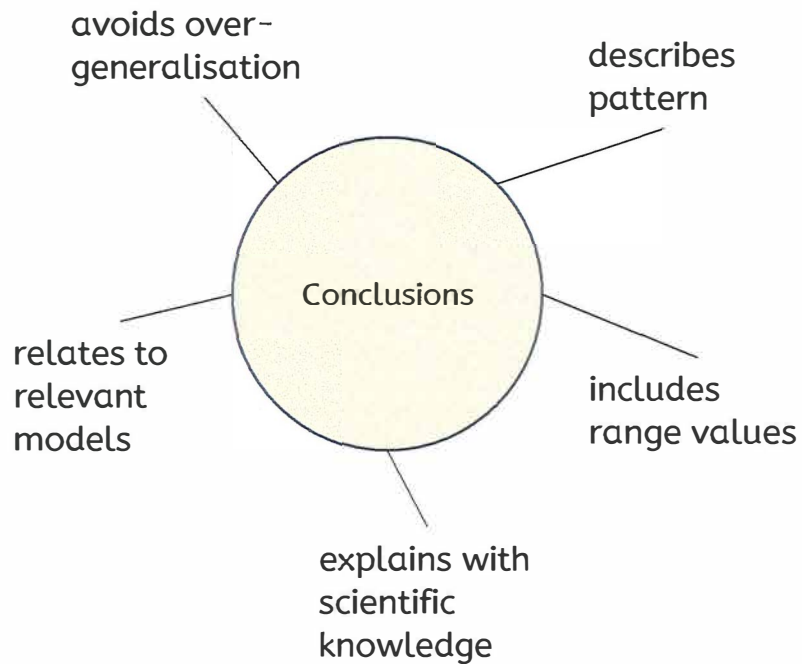 avoids over-
generalisation
describes
pattern
Conclusions
relates to
relevant
models
includes
range values
explains with
scientific
knowledge